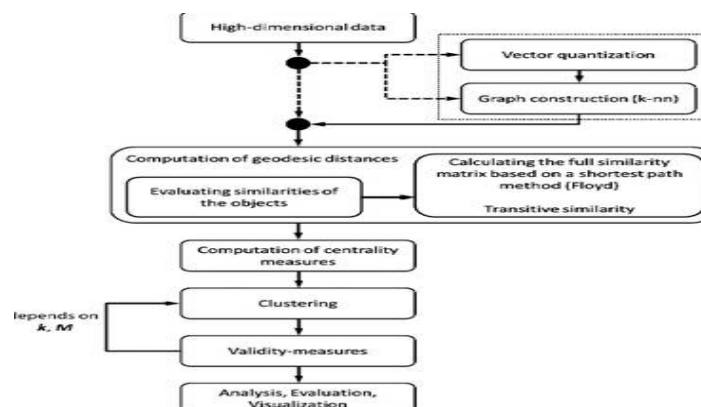 High-dimensional data
Vector quantization
Graph construction (k-nn)
Computation of geodesic distances
Evaluating similarities of
the objects
Calculating the full similarity
matrix based on a shortest path
method (Floyd)
Transitive similarity
Computation of centrality
measures
Clustering
depends on
k, M
Validity-measures
Analysis, Evaluation,
Visualization